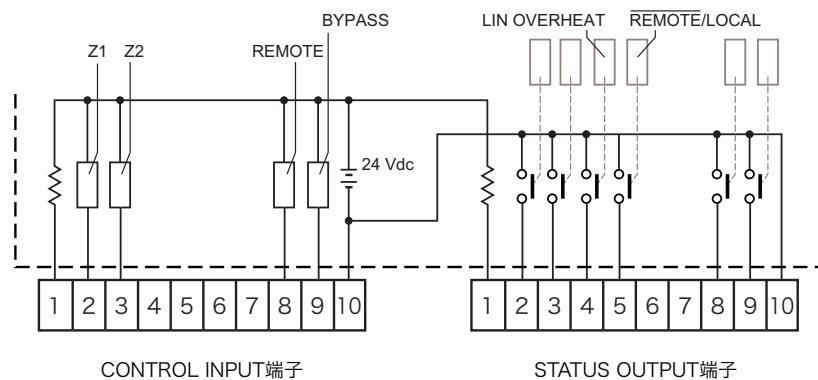 BYPASS
LIN OVERHEAT REMOTE/LOCAL
Z1 Z2 REMOTE
24 Vdc
1 2 3 4 5 6 7 8 9 10
1 2 3 4 5 6 7 8 9 10
CONTROL INPUT端子
STATUS OUTPUT端子